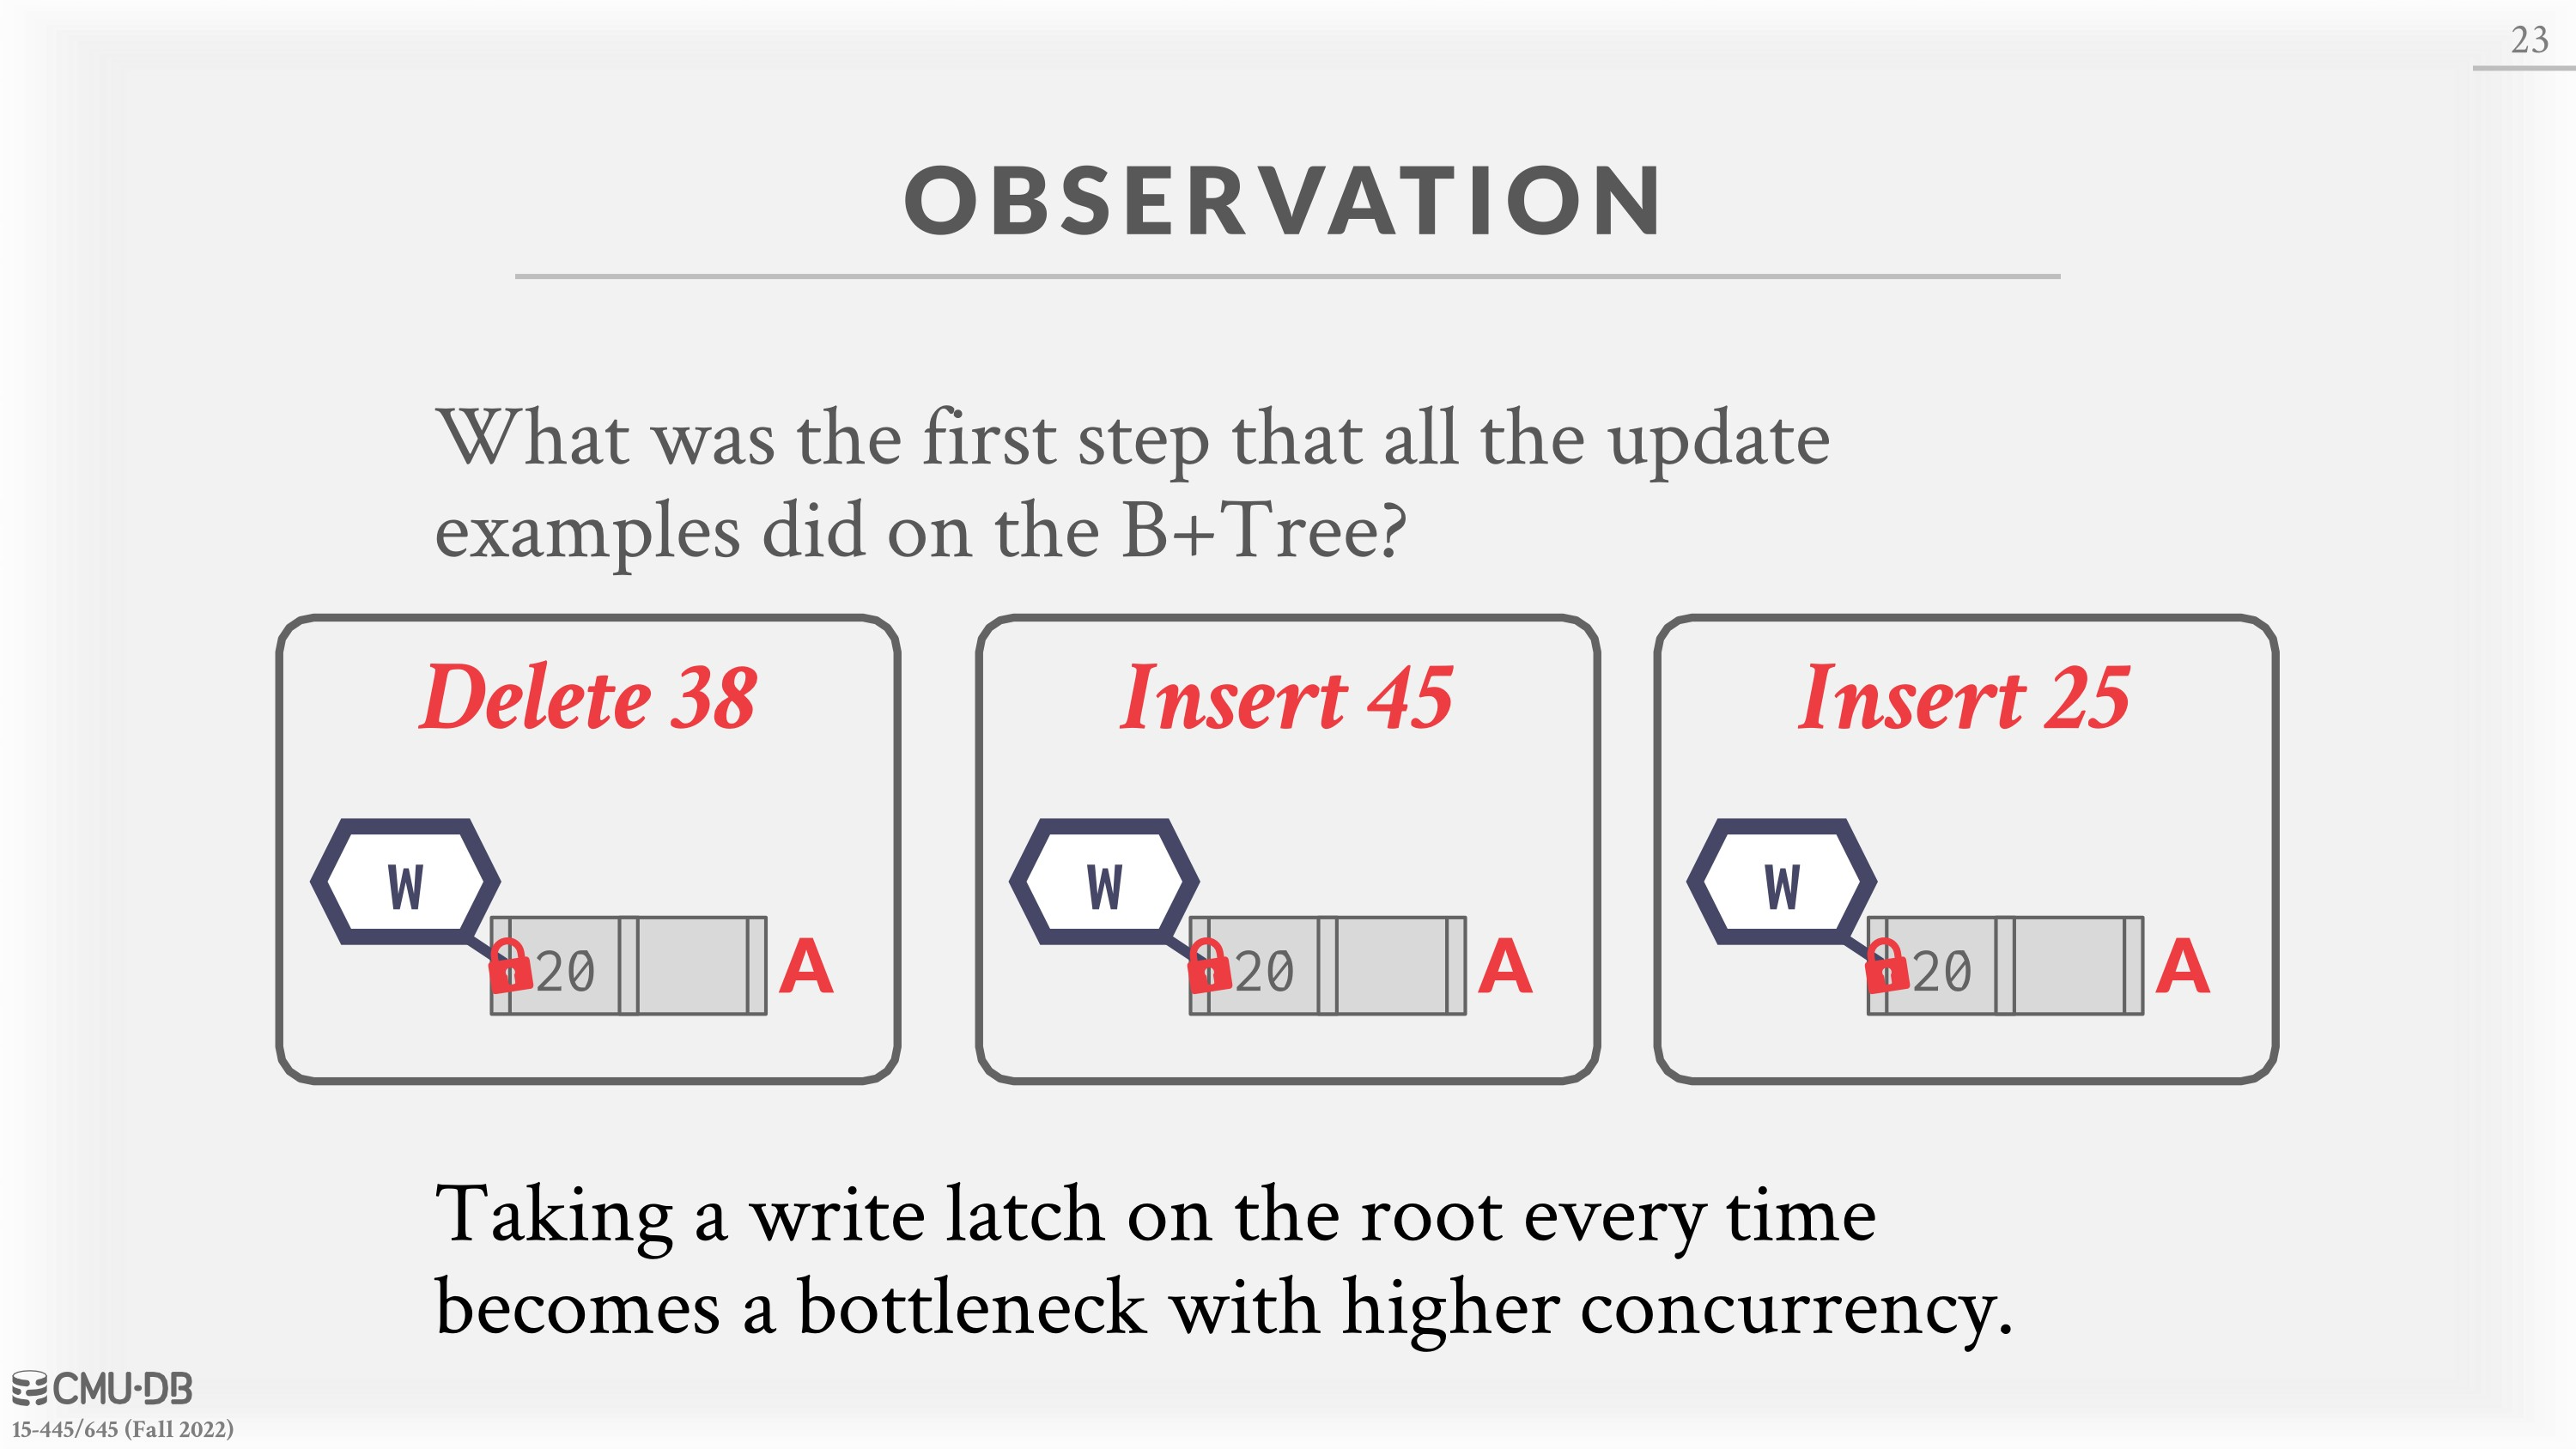 23
OBSERVATION
What was the first step that all the update
examples did on the B+Tree?
Delete 38
W
20
A
Insert 45
W
20
A
Insert 25
W
20
A
Taking a write latch on the root every time
becomes a bottleneck with higher concurrency.
CMU·DB
15-445/645 (Fall 2022)